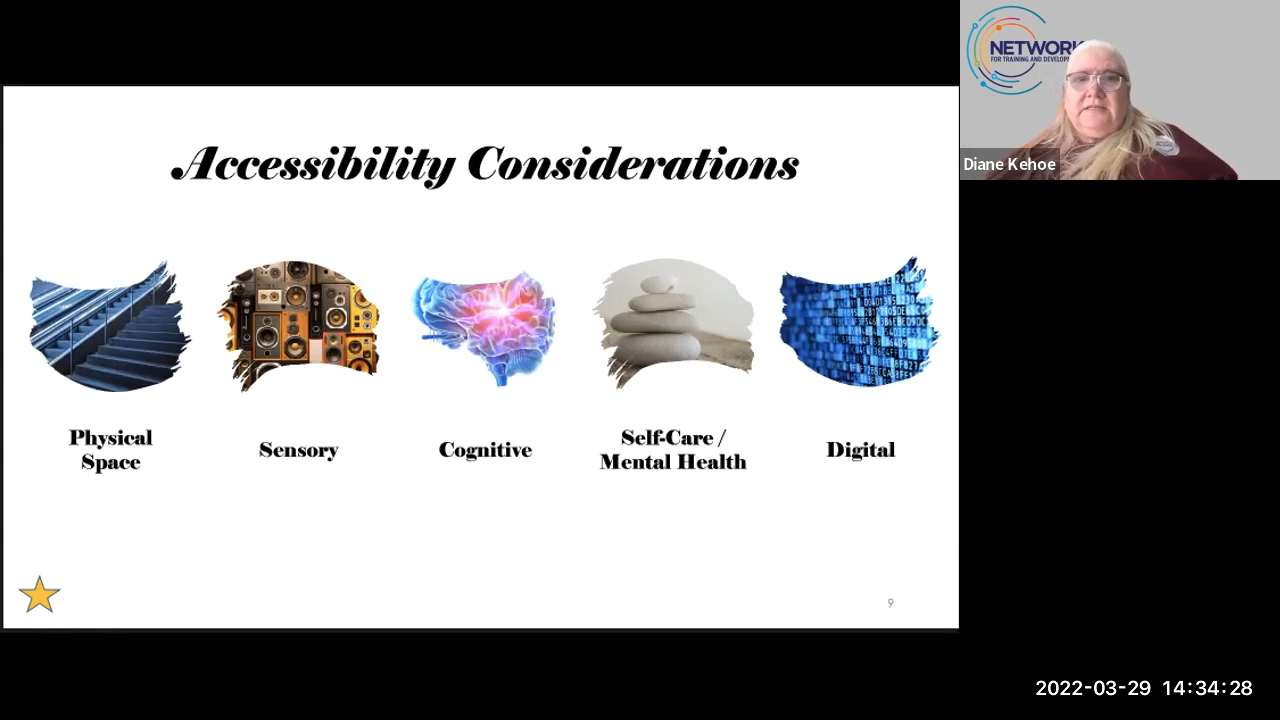 Accessibility Considerations
Physical
Space
Sensory
Cognitive
Self-Care /
Mental Health
Digital
9
NETWORK
FOR TRAINING AND
Diane Kehoe
2022-03-29 14:34:28